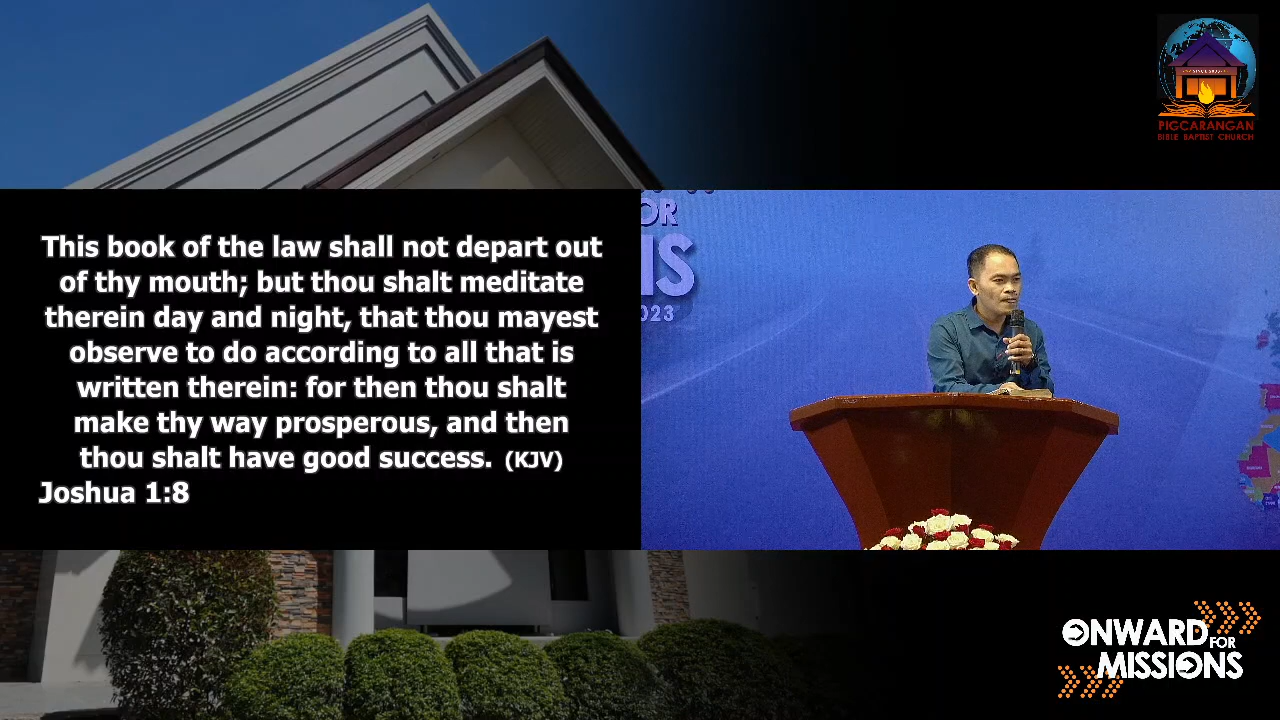 PIGCARANGAN
BIBLE BAPTIST CHURCH
This book of the law shall not depart out
of thy mouth; but thou shalt meditate
therein day and night, that thou mayest
observe to do according to all that is
written therein: for then thou shalt
make thy way prosperous, and then
thou shalt have good success. (KJV)
Joshua 1:8
OR
IS
023
ONWARD FOR
MISSIONS